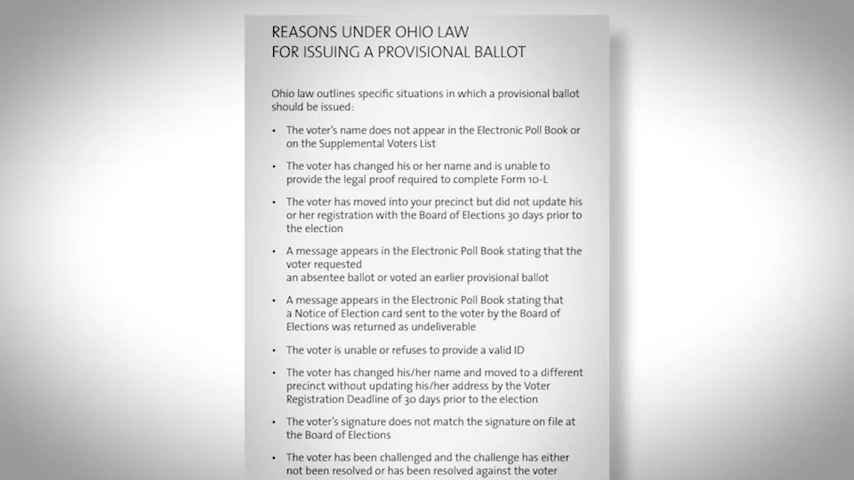 REASONS UNDER OHIO LAW
FOR ISSUING A PROVISIONAL BALLOT
Ohio law outlines specific situations in which a provisional ballot
should be issued:
• The voter's name does not appear in the Electronic Poll Book or
on the Supplemental Voters List
• The voter has changed his or her name and is unable to
provide the legal proof required to complete Form 10-L
• The voter has moved into your precinct but did not update his
or her registration with the Board of Elections 30 days prior to
the election
• A message appears in the Electronic Poll Book stating that the
voter requested
an absentee ballot or voted an earlier provisional ballot
• A message appears in the Electronic Poll Book stating that
a Notice of Election card sent to the voter by the Board of
Elections was returned as undeliverable
• The voter is unable or refuses to provide a valid ID
• The voter has changed his/her name and moved to a different
precinct without updating his/her address by the Voter
Registration Deadline of 30 days prior to the election
• The voter's signature does not match the signature on file at
the Board of Elections
• The voter has been challenged and the challenge has either
not been resolved or has been resolved against the voter